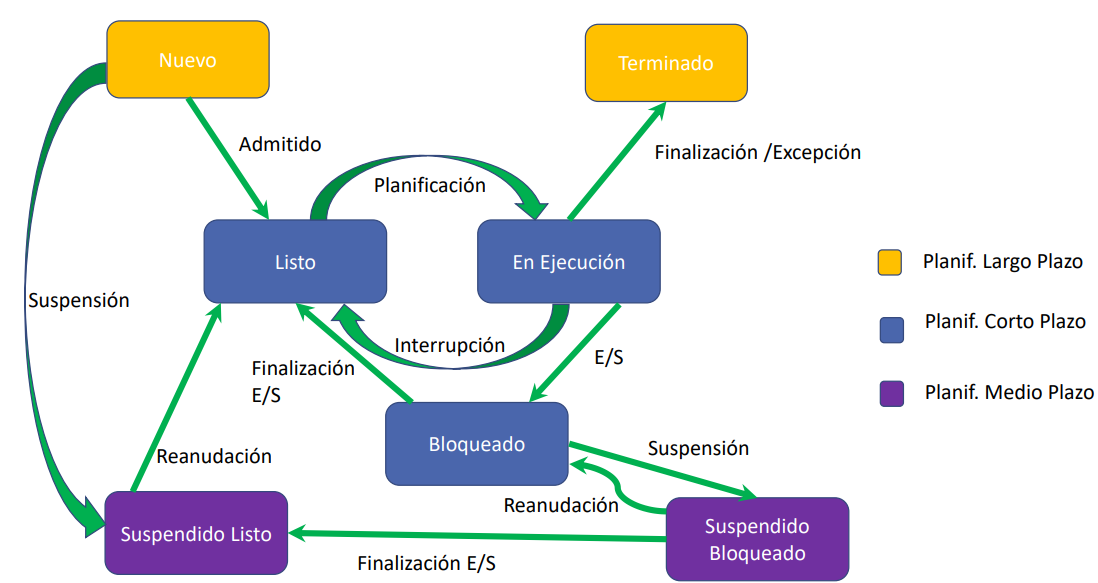 Nuevo
Terminado
Admitido
Finalización /Excepción
Planificación
Listo
En Ejecución
Planif. Largo Plazo
Suspensión
Planif. Corto Plazo
Interrupción
Finalización
E/S
E/S
Planif. Medio Plazo
Bloqueado
Suspensión
Reanudación
Reanudación
Suspendido Listo
Suspendido
Bloqueado
Finalización E/S